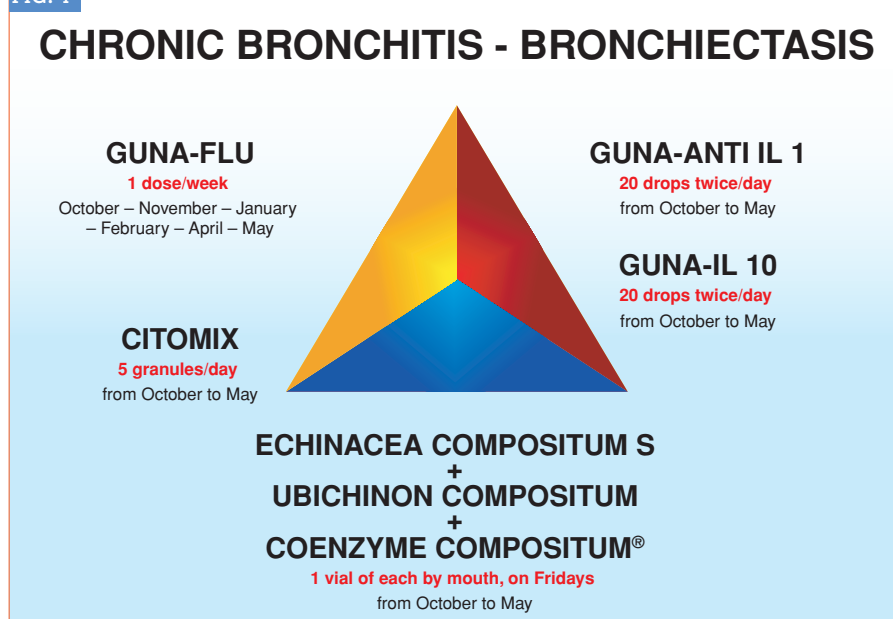 CHRONIC BRONCHITIS - BRONCHIECTASIS
GUNA-FLU
1 dose/week
October – November – January
– February – April – May
CITOMIX
5 granules/day
from October to May
GUNA-ANTI IL 1
20 drops twice/day
from October to May
GUNA-IL 10
20 drops twice/day
from October to May
ECHINACEA COMPOSITUM S
+
UBICHINON COMPOSITUM
+
COENZYME COMPOSITUM®
1 vial of each by mouth, on Fridays
from October to May